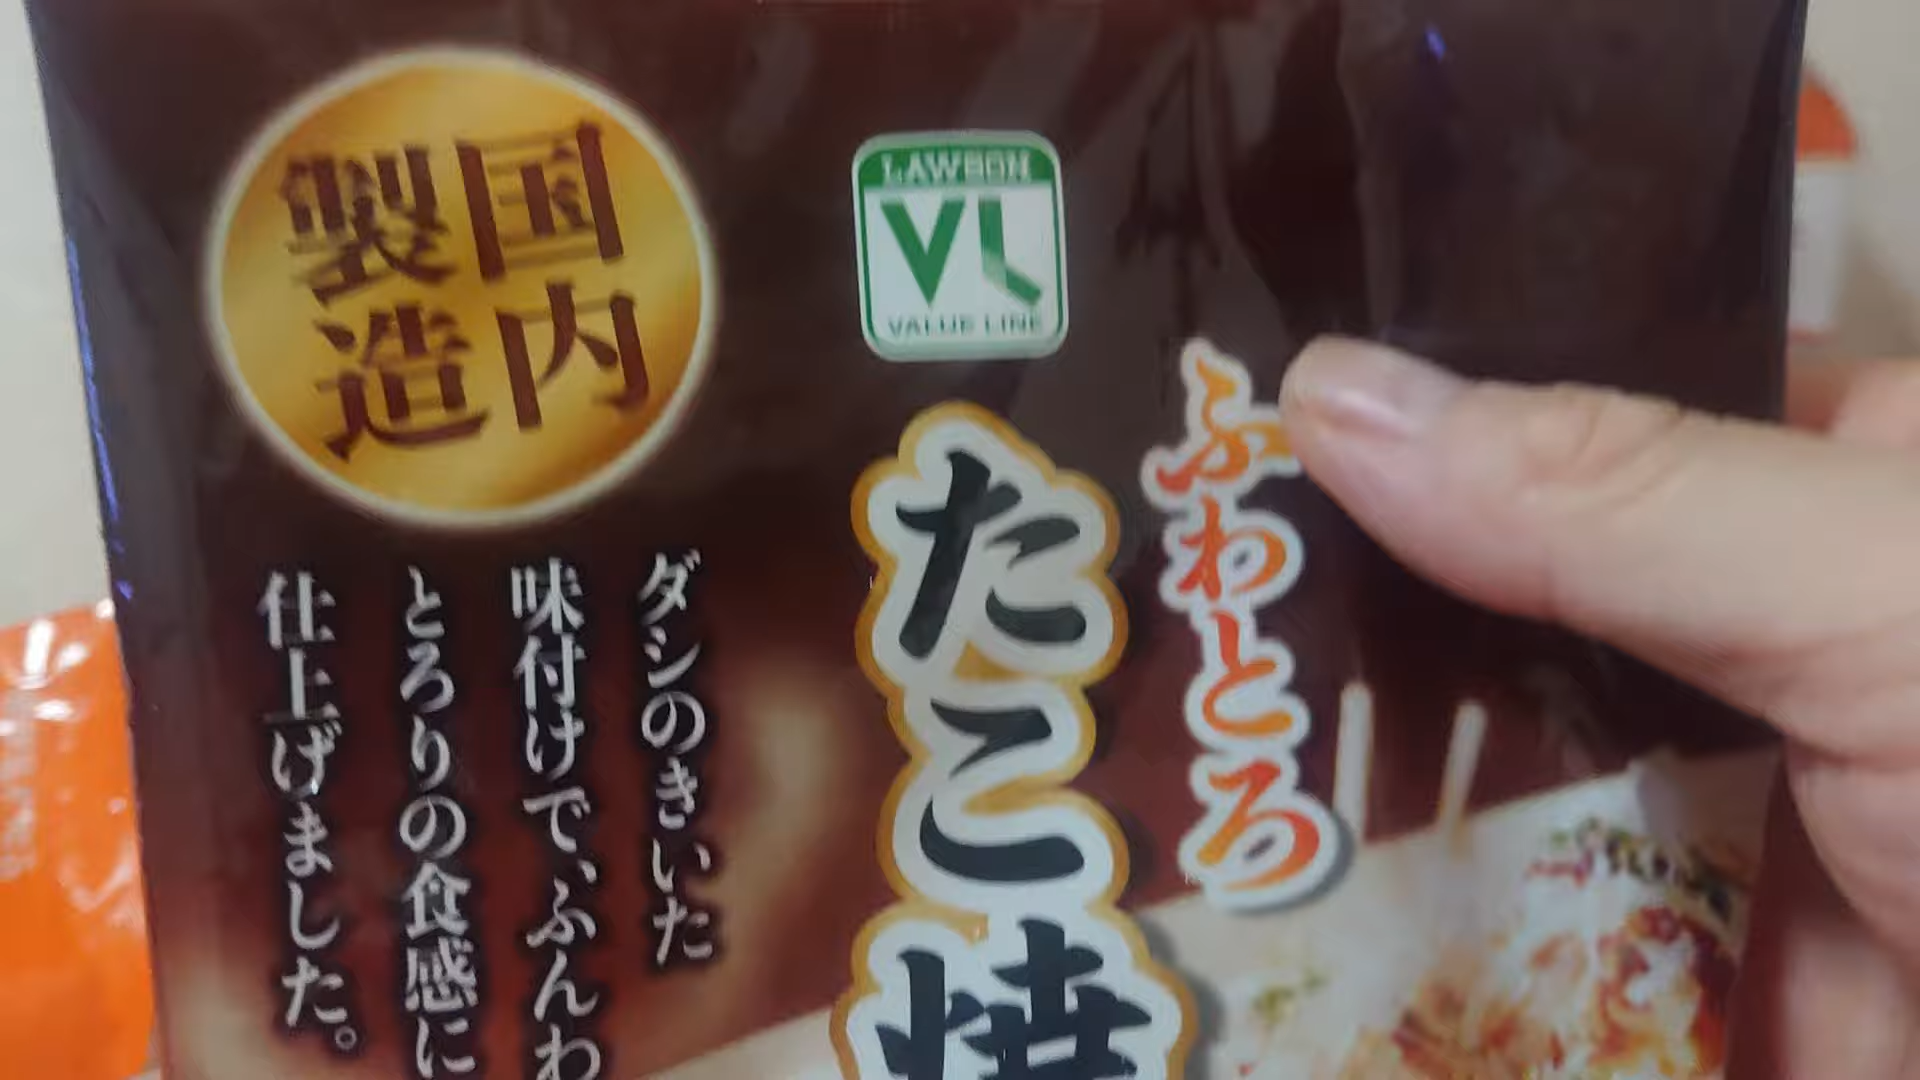 国内
製造
LAWSON
VL
VALUE LINE
ふわとろ
たこ焼
ダシのきいた
味付けで、ふんわ
とろりの食感に
仕上げました。